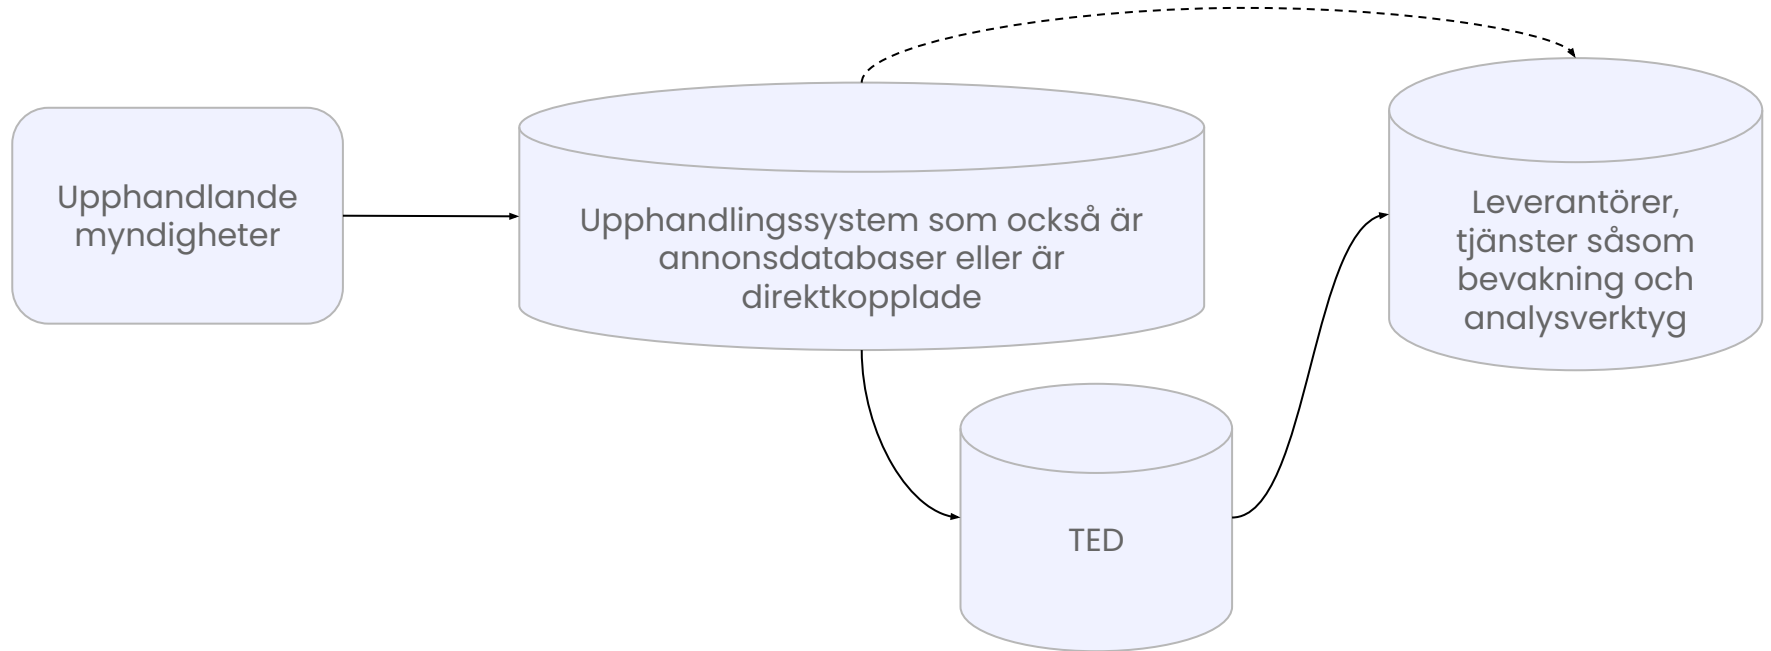 Upphandlande
myndigheter
Upphandlingssystem som också är
annonsdatabaser eller är
direktkopplade
Leverantörer,
tjänster såsom
bevakning och
analysverktyg
TED